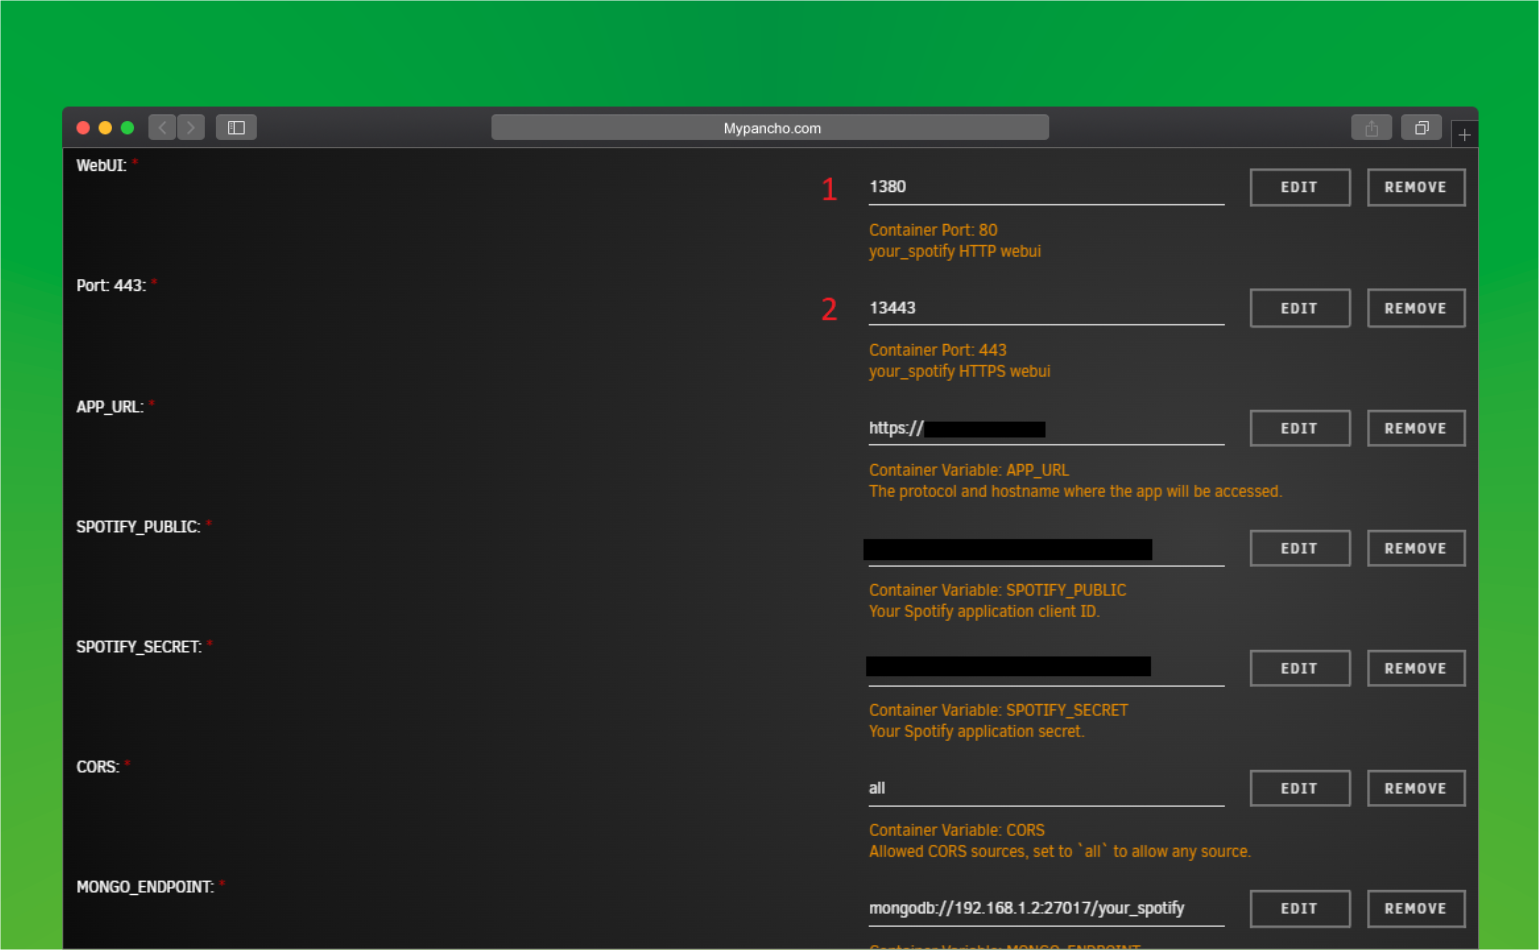 Mypancho.com
WebUI: *
1
1380
EDIT
REMOVE
Container Port: 80
your_spotify HTTP webui
Port: 443: *
2
13443
EDIT
REMOVE
Container Port: 443
your_spotify HTTPS webui
APP_URL: *
https://
EDIT
REMOVE
Container Variable: APP_URL
The protocol and hostname where the app will be accessed.
SPOTIFY_PUBLIC: *
EDIT
REMOVE
Container Variable: SPOTIFY_PUBLIC
Your Spotify application client ID.
SPOTIFY_SECRET: *
EDIT
REMOVE
Container Variable: SPOTIFY_SECRET
Your Spotify application secret.
CORS: *
all
EDIT
REMOVE
Container Variable: CORS
Allowed CORS sources, set to `all` to allow any source.
MONGO_ENDPOINT: *
mongodb://192.168.1.2:27017/your_spotify
EDIT
REMOVE
Container Variable: MONGO_ENDPOINT